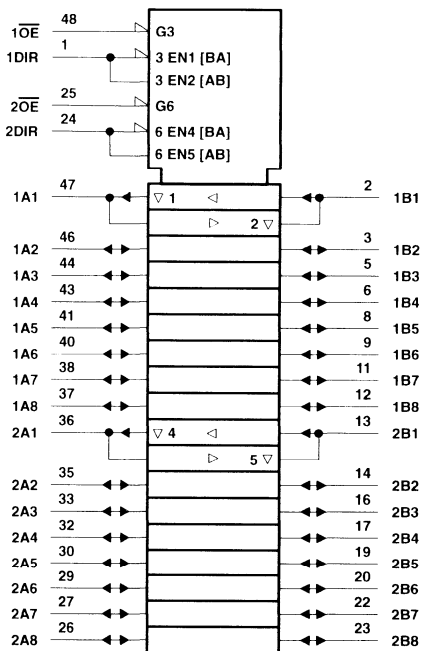 48
1O̅E̅ G3
1
1DIR 3 EN1 [BA]
3 EN2 [AB]
25
2O̅E̅ G6
24
2DIR 6 EN4 [BA]
6 EN5 [AB]
47 2
1A1 ▽ 1 ◁ 1B1
▷ 2 ▽
46 3
1A2 1B2
44 5
1A3 1B3
43 6
1A4 1B4
41 8
1A5 1B5
40 9
1A6 1B6
38 11
1A7 1B7
37 12
1A8 1B8
36 13
2A1 ▽ 4 ◁ 2B1
▷ 5 ▽
35 14
2A2 2B2
33 16
2A3 2B3
32 17
2A4 2B4
30 19
2A5 2B5
29 20
2A6 2B6
27 22
2A7 2B7
26 23
2A8 2B8